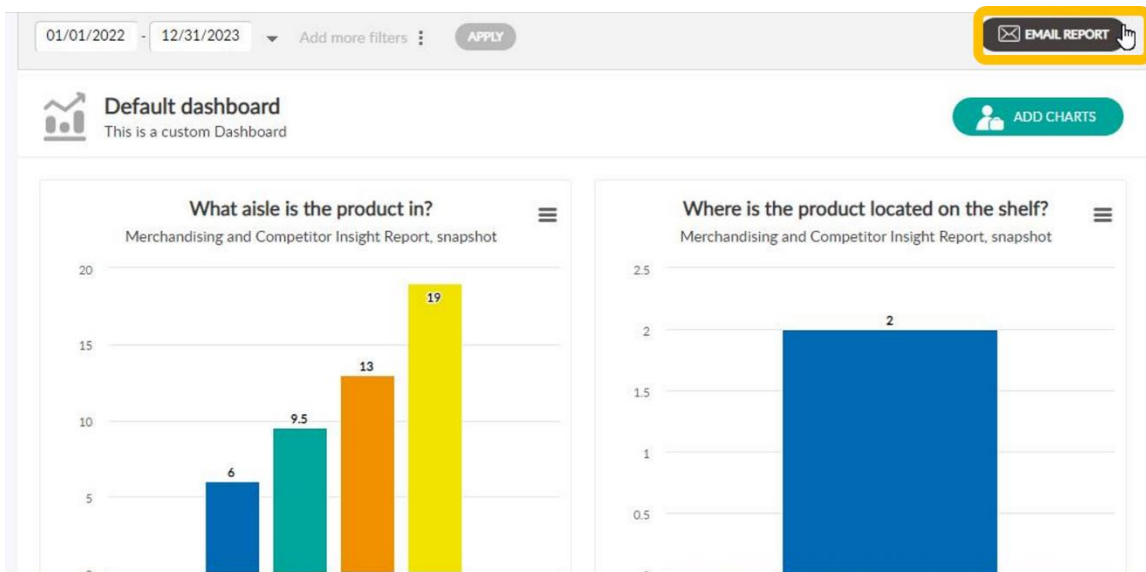 01/01/2022 - 12/31/2023 Add more filters APPLY
EMAIL REPORT
Default dashboard
This is a custom Dashboard
ADD CHARTS
What aisle is the product in?
Merchandising and Competitor Insight Report, snapshot
20
15
10
5
6
9.5
13
19
Where is the product located on the shelf?
Merchandising and Competitor Insight Report, snapshot
2.5
2
1.5
1
0.5
2